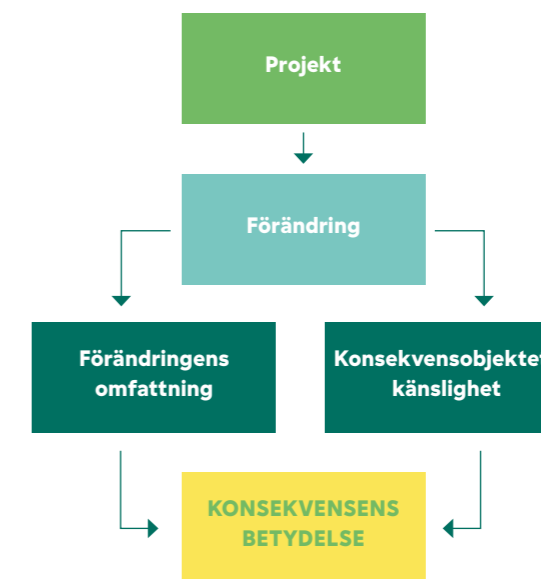 Projekt
Förändring
Förändringens
omfattning
Konsekvensobjektet
känslighet
KONSEKVENSENS
BETYDELSE